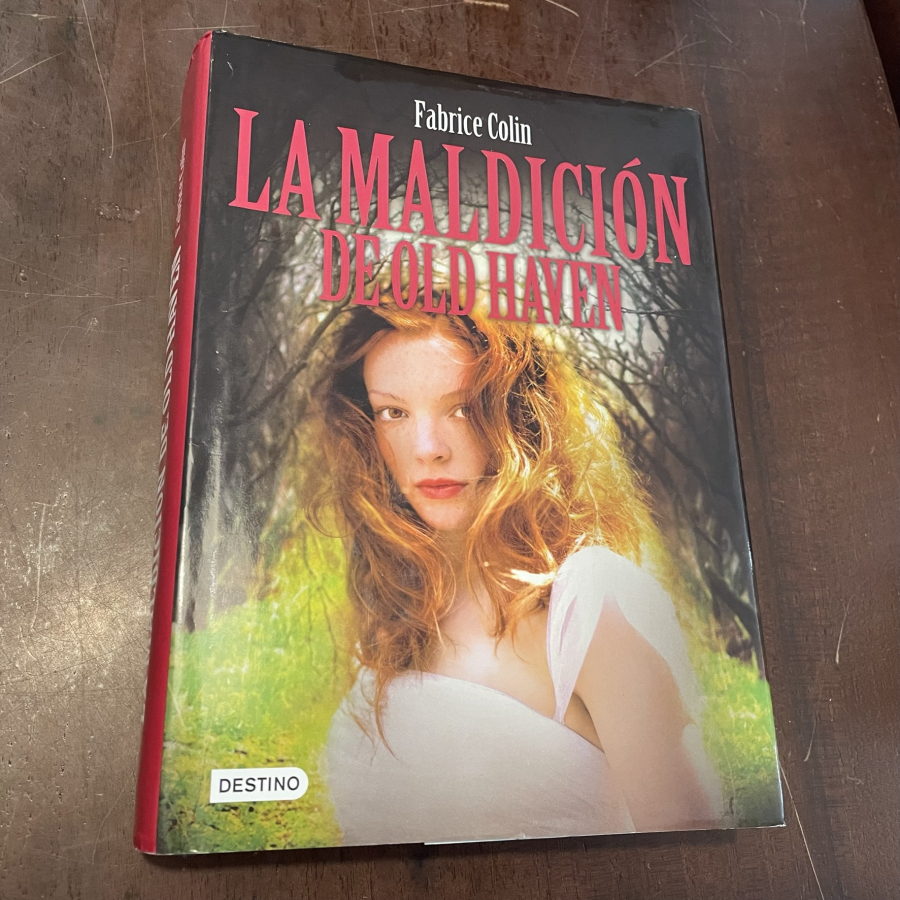 Fabrice Colin
LA MALDICIÓN
DE OLD HAVEN
DESTINO